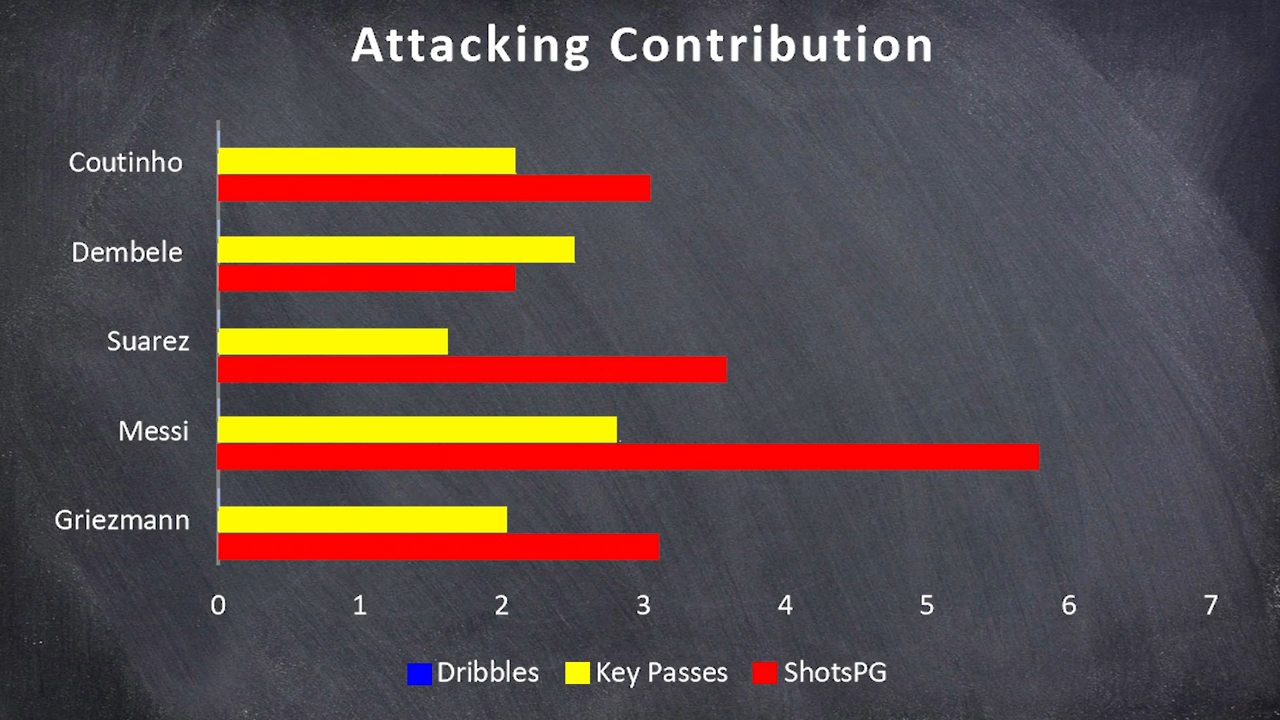 Attacking Contribution
Coutinho
Dembele
Suarez
Messi
Griezmann
0 1 2 3 4 5 6 7
Dribbles Key Passes ShotsPG